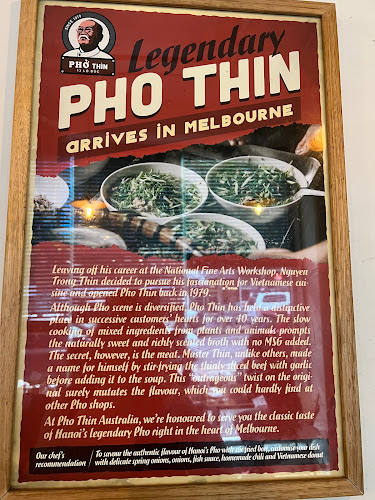 SINCE 1979
PHỞ THÌN
13 LÒ ĐÚC
Legendary
PHO THIN
ARRIVES IN MELBOURNE
Leaving off his career at the National Fine Arts Workshop, Nguyen
Trong Thin decided to pursue his fascination for Vietnamese cui-
sine and opened Pho Thin back in 1979.
Although Pho scene is diversified, Pho Thin has held a distinctive
place in successive customers' hearts for over 40 years. The slow
cooking of mixed ingredients from plants and animals prompts
the naturally sweet and richly scented broth with no MSG added.
The secret, however, is the meat. Master Thin, unlike others, made
a name for himself by stir-frying the thinly sliced beef with garlic
before adding it to the soup. This "outrageous" twist on the origi-
nal surely mutates the flavour, which you could hardly find at
other Pho shops.
At Pho Thin Australia, we're honoured to serve you the classic taste
of Hanoi's legendary Pho right in the heart of Melbourne.
Our chef's
recommendation
To savour the authentic flavour of Hanoi's Pho with stir fried beef, customise your dish
with delicate spring onions, onions, fish sauce, homemade chili and Vietnamese donut